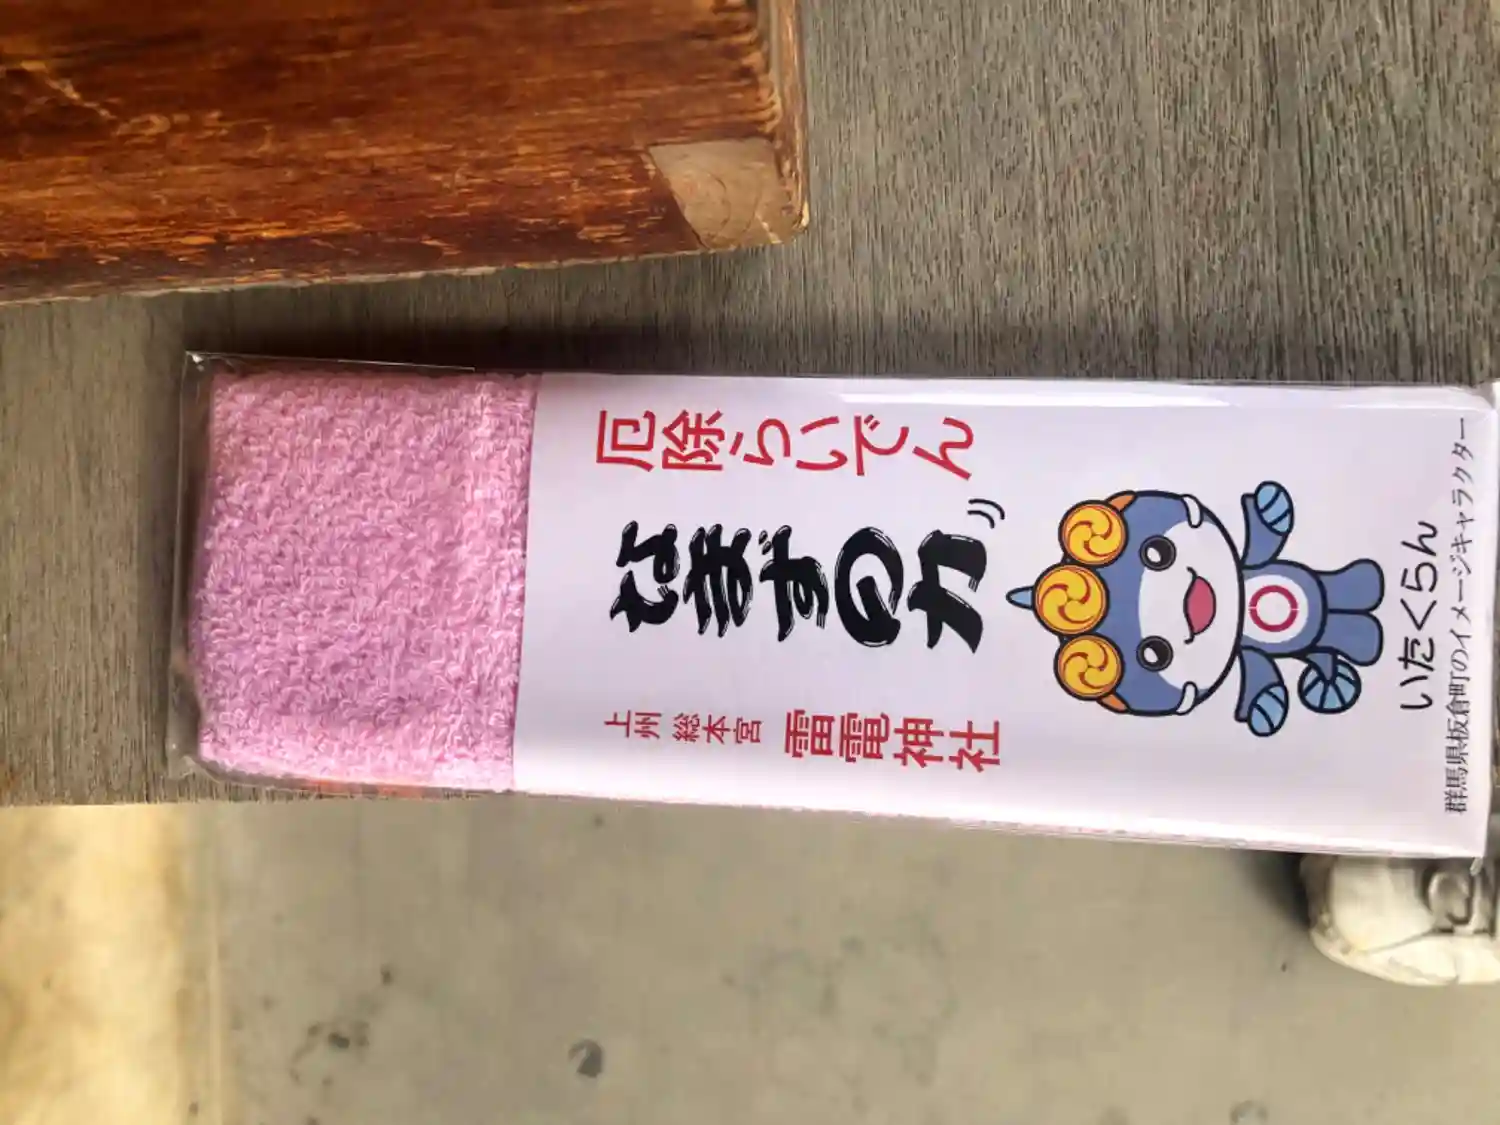 厄除らいでん
なまずの力ッ
上州
総本宮
雷電神社
いたくらん
群馬県板倉町のイメージキャラクター